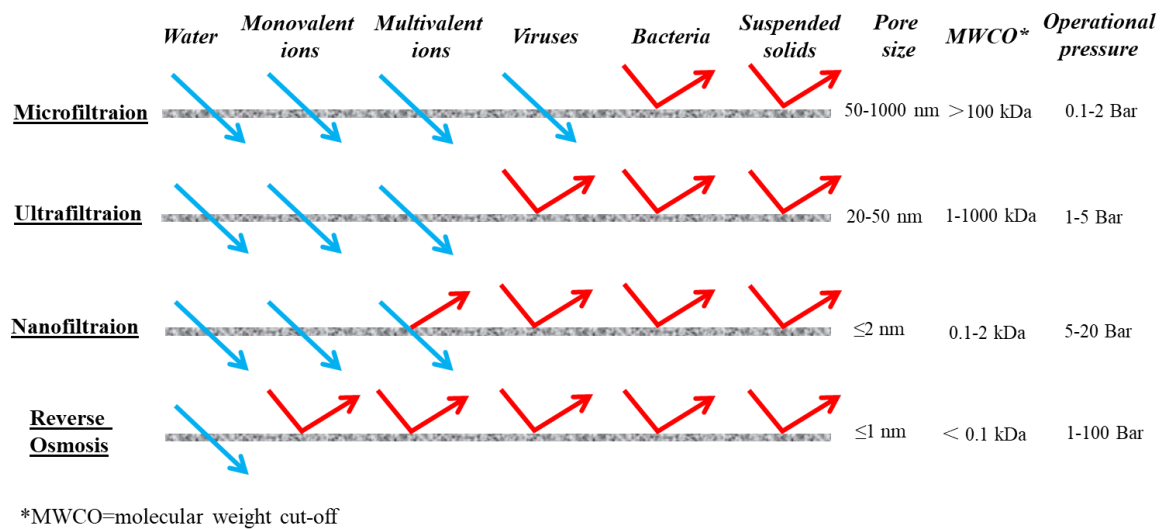 Water Monovalent ions Multivalent ions Viruses Bacteria Suspended solids Pore size MWCO* Operational pressure
Microfiltraion 50-1000 nm >100 kDa 0.1-2 Bar
Ultrafiltraion 20-50 nm 1-1000 kDa 1-5 Bar
Nanofiltraion ≤2 nm 0.1-2 kDa 5-20 Bar
Reverse Osmosis ≤1 nm < 0.1 kDa 1-100 Bar
*MWCO=molecular weight cut-off